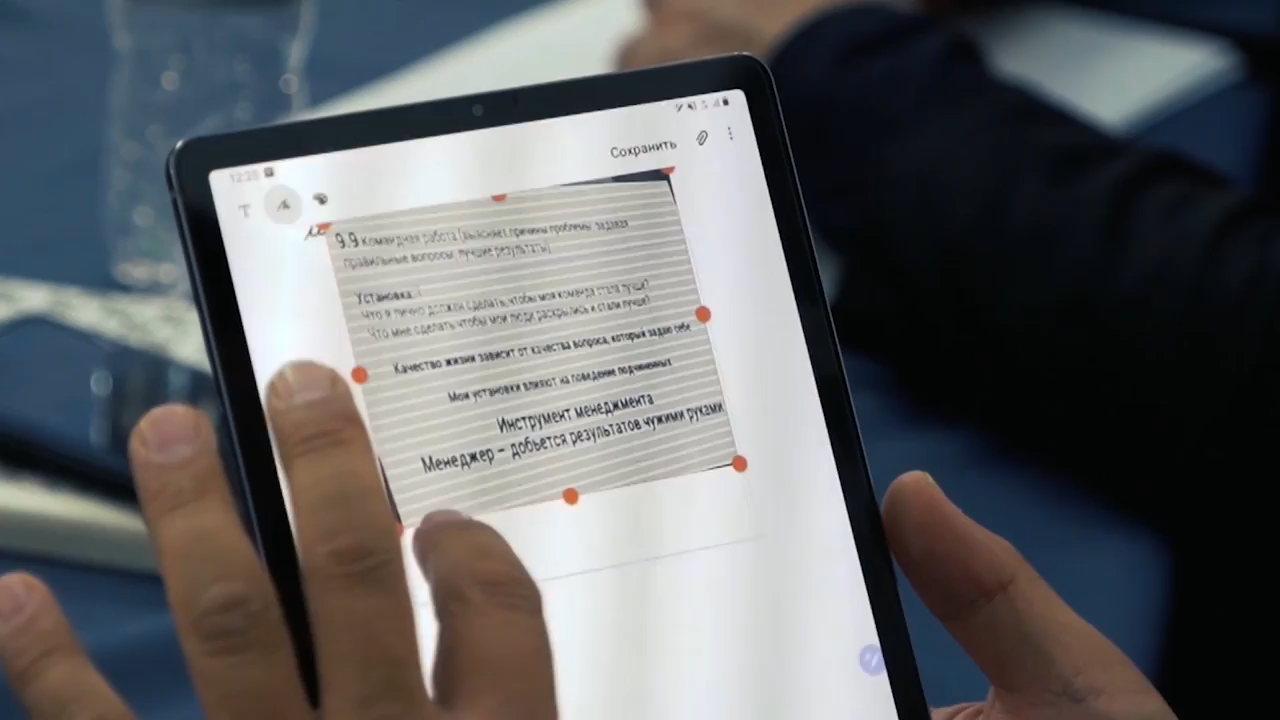 12:28
Сохранить
T
9.9 Командная работа (выясняет причины проблемы, задавая
правильные вопросы, лучшие результаты)
Установка:
Что я лично должен сделать, чтобы моя команда стала лучше?
Что мне сделать чтобы мои люди раскрылись и стали лучше?
Качество жизни зависит от качества вопроса, который задаю себе
Мои установки влияют на поведение подчиненных
Инструмент менеджмента
Менеджер – добьется результатов чужими руками